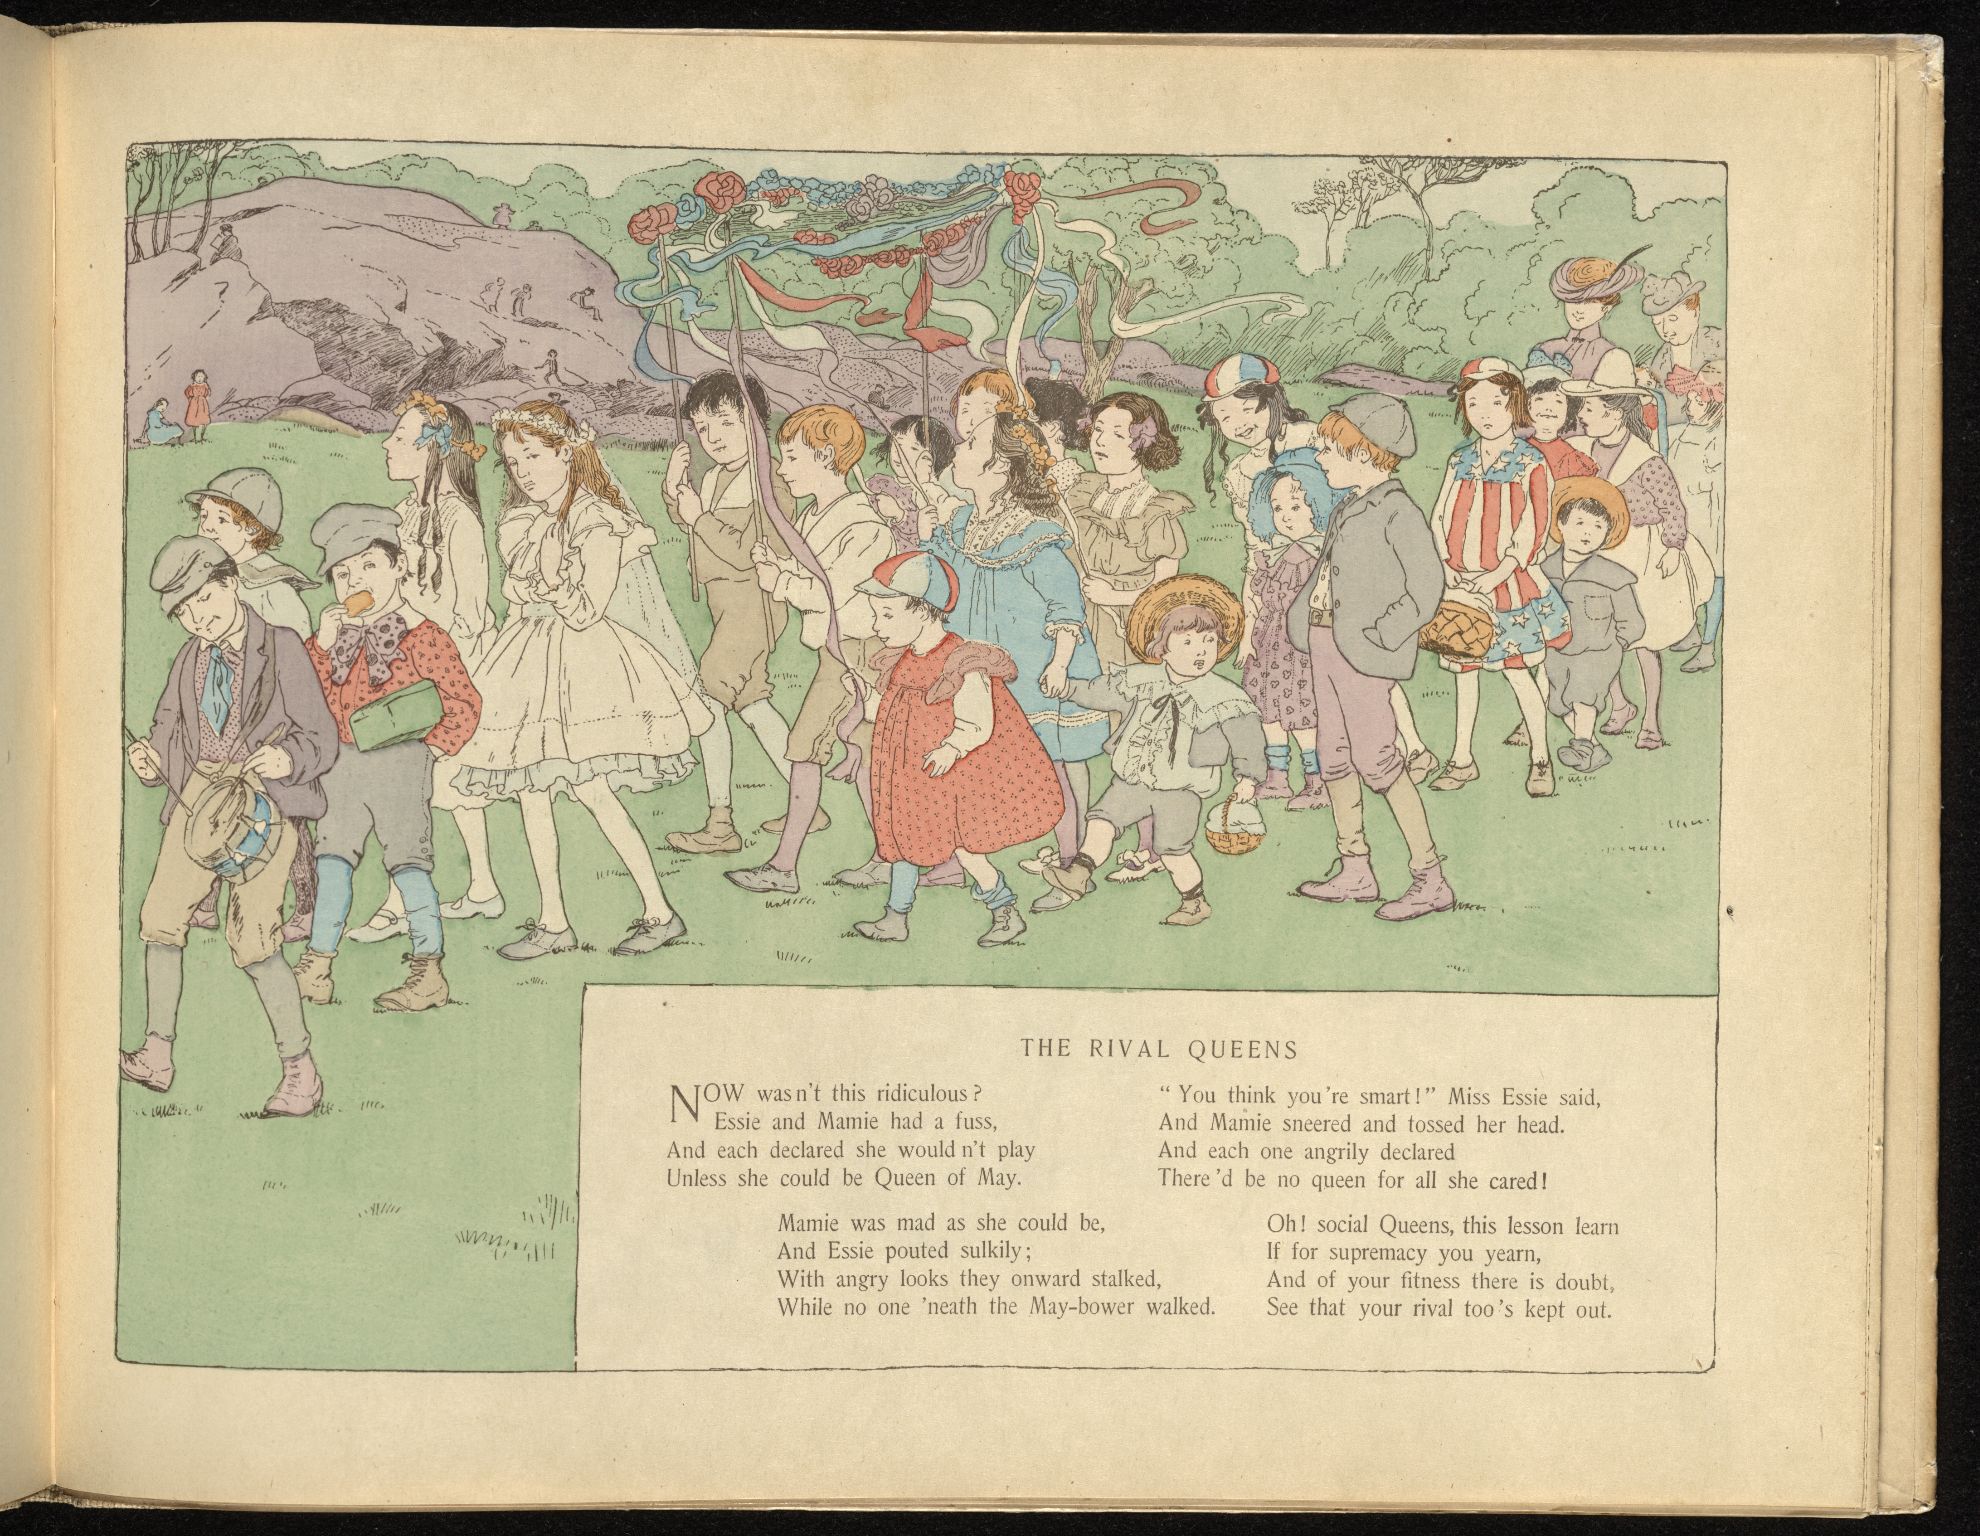 THE RIVAL QUEENS
NOW wasn't this ridiculous?
Essie and Mamie had a fuss,
And each declared she wouldn't play
Unless she could be Queen of May.
Mamie was mad as she could be,
And Essie pouted sulkily;
With angry looks they onward stalked,
While no one 'neath the May-bower walked.
"You think you're smart!" Miss Essie said,
And Mamie sneered and tossed her head.
And each one angrily declared
There'd be no queen for all she cared!
Oh! social Queens, this lesson learn
If for supremacy you yearn,
And of your fitness there is doubt,
See that your rival too's kept out.